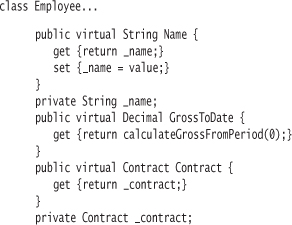 class Employee...
public virtual String Name {
get {return _name;}
set {_name = value;}
}
private String _name;
public virtual Decimal GrossToDate {
get {return calculateGrossFromPeriod(0);}
}
public virtual Contract Contract {
get {return _contract;}
}
private Contract _contract;